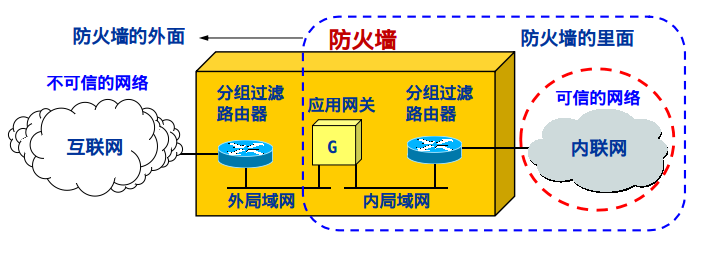 防火墙的外面
防火墙
防火墙的里面
不可信的网络
分组过滤
路由器
应用网关
分组过滤
路由器
可信的网络
互联网
G
内联网
外局域网
内局域网